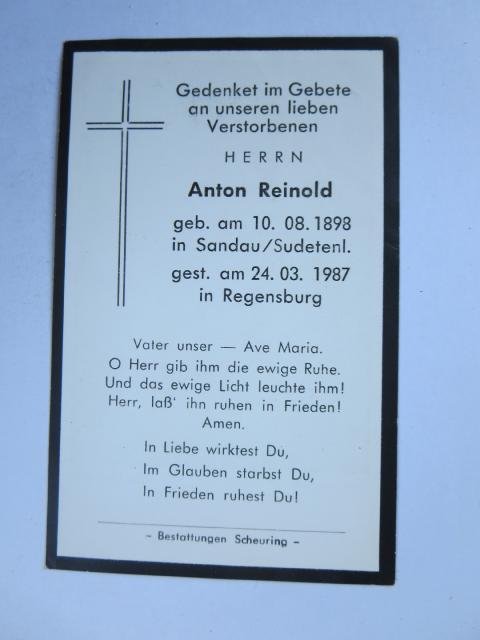 Gedenket im Gebete
an unseren lieben
Verstorbenen
HERRN
Anton Reinold
geb. am 10. 08. 1898
in Sandau/Sudetenl.
gest. am 24. 03. 1987
in Regensburg
Vater unser — Ave Maria.
O Herr gib ihm die ewige Ruhe.
Und das ewige Licht leuchte ihm!
Herr, laß' ihn ruhen in Frieden!
Amen.
In Liebe wirktest Du,
Im Glauben starbst Du,
In Frieden ruhest Du!
- Bestattungen Scheuring -